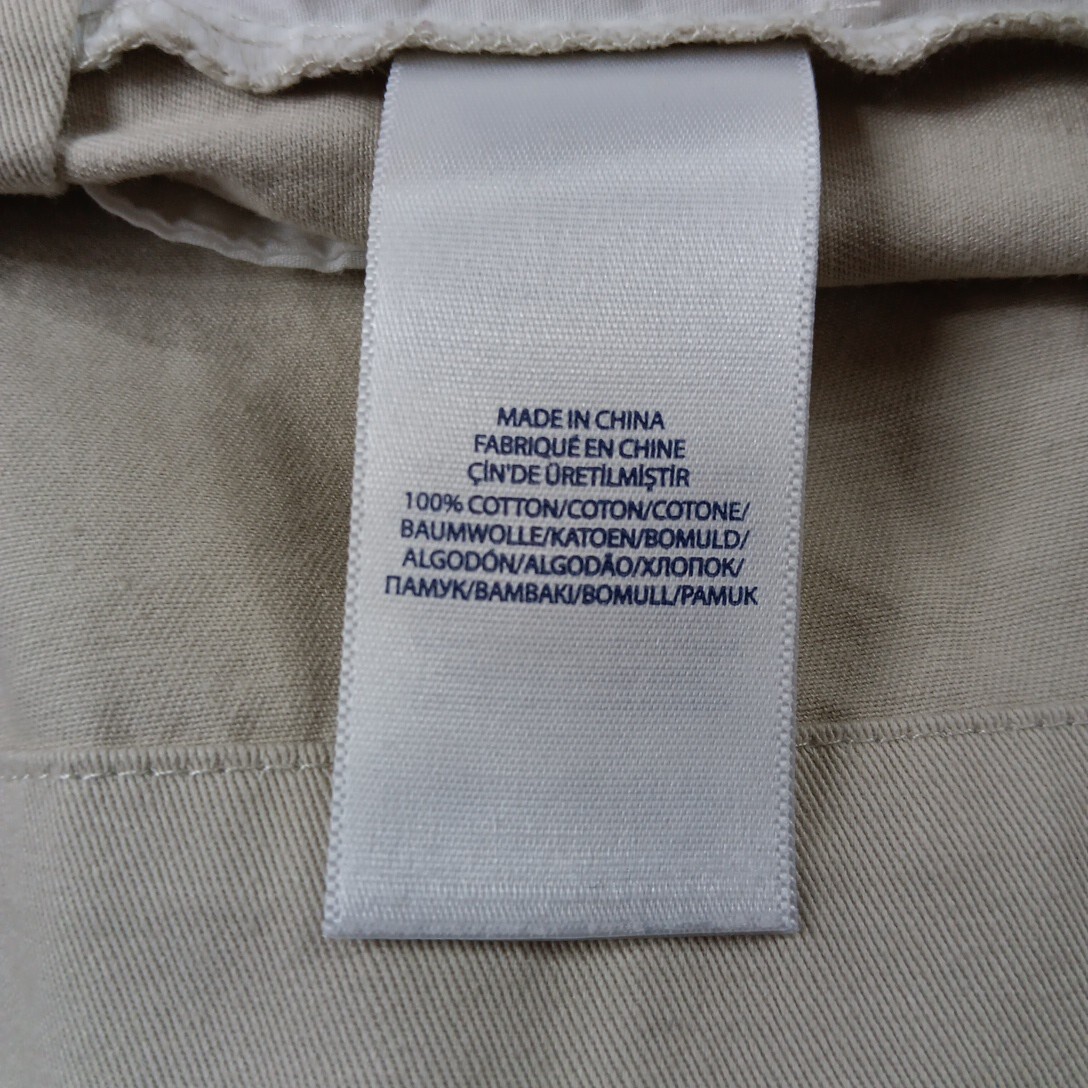 MADE IN CHINA
FABRIQUÉ EN CHINE
ÇİN'DE ÜRETİLMİŞTİR
100% COTTON/COTON/COTONE/
BAUMWOLLE/KATOEN/BOMULD/
ALGODÓN/ALGODÃO/ХЛОПОК/
ПАМУК/BAMBAKI/BOMULL/PAMUK